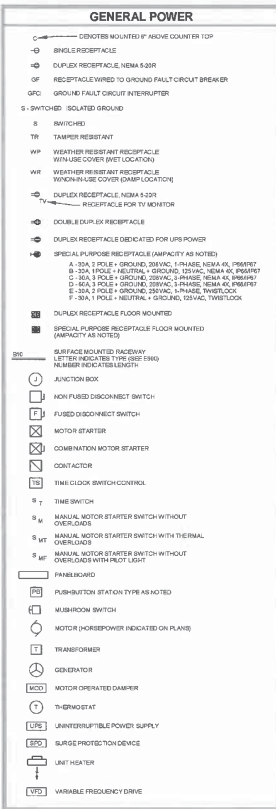 GENERAL POWER
C DENOTES MOUNTED 8" ABOVE COUNTER TOP
SINGLE RECEPTACLE
DUPLEX RECEPTACLE, NEMA 5-20R
GF RECEPTACLE WIRED TO GROUND FAULT CIRCUIT BREAKER
GFCI GROUND FAULT CIRCUIT INTERRUPTER
S - SWITCHED ISOLATED GROUND
S SWITCHED
TR TAMPER RESISTANT
WP WEATHER RESISTANT RECEPTACLE
W/IN-USE COVER (WET LOCATION)
WR WEATHER RESISTANT RECEPTACLE
W/NON-IN-USE COVER (DAMP LOCATION)
DUPLEX RECEPTACLE, NEMA 5-20R
TV RECEPTACLE FOR TV MONITOR
DOUBLE DUPLEX RECEPTACLE
DUPLEX RECEPTACLE DEDICATED FOR UPS POWER
SPECIAL PURPOSE RECEPTACLE (AMPACITY AS NOTED)
A - 30A, 2 POLE + GROUND, 208VAC, 1-PHASE, NEMA 4X, IP66/IP67
B - 30A, 1 POLE + NEUTRAL + GROUND, 125VAC, NEMA 4X, IP66/IP67
C - 30A, 3 POLE + GROUND, 208VAC, 3-PHASE, NEMA 4X, IP66/IP67
D - 60A, 3 POLE + GROUND, 208VAC, 3-PHASE, NEMA 4X, IP66/IP67
E - 30A, 2 POLE + GROUND, 250VAC, 1-PHASE, TWISTLOCK
F - 30A, 1 POLE + NEUTRAL + GROUND, 125VAC, TWISTLOCK
DUPLEX RECEPTACLE FLOOR MOUNTED
SPECIAL PURPOSE RECEPTACLE FLOOR MOUNTED
(AMPACITY AS NOTED)
B10 SURFACE MOUNTED RACEWAY
LETTER INDICATES TYPE (SEE E900)
NUMBER INDICATES LENGTH
J JUNCTION BOX
NON FUSED DISCONNECT SWITCH
F FUSED DISCONNECT SWITCH
MOTOR STARTER
COMBINATION MOTOR STARTER
CONTACTOR
TS TIME CLOCK SWITCH CONTROL
S T TIME SWITCH
S M MANUAL MOTOR STARTER SWITCH WITHOUT
OVERLOADS
S MT MANUAL MOTOR STARTER SWITCH WITH THERMAL
OVERLOADS
S MF MANUAL MOTOR STARTER SWITCH WITHOUT
OVERLOADS WITH PILOT LIGHT
PANELBOARD
PB PUSHBUTTON STATION TYPE AS NOTED
MUSHROOM SWITCH
MOTOR (HORSEPOWER INDICATED ON PLANS)
T TRANSFORMER
GENERATOR
MOD MOTOR OPERATED DAMPER
T THERMOSTAT
UPS UNINTERRUPTIBLE POWER SUPPLY
SPD SURGE PROTECTION DEVICE
UNIT HEATER
VFD VARIABLE FREQUENCY DRIVE